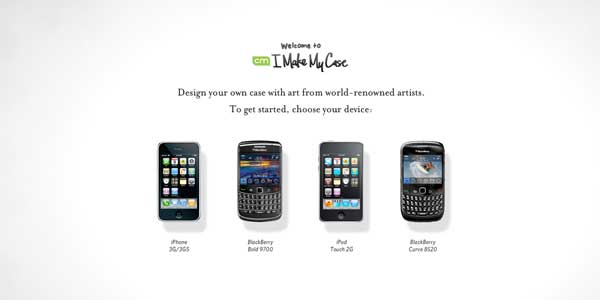 Welcome to
cm I Make My Case
Design your own case with art from world-renowned artists.
To get started, choose your device:
iPhone
3G/3GS
BlackBerry
Bold 9700
iPod
Touch 2G
BlackBerry
Curve 8520